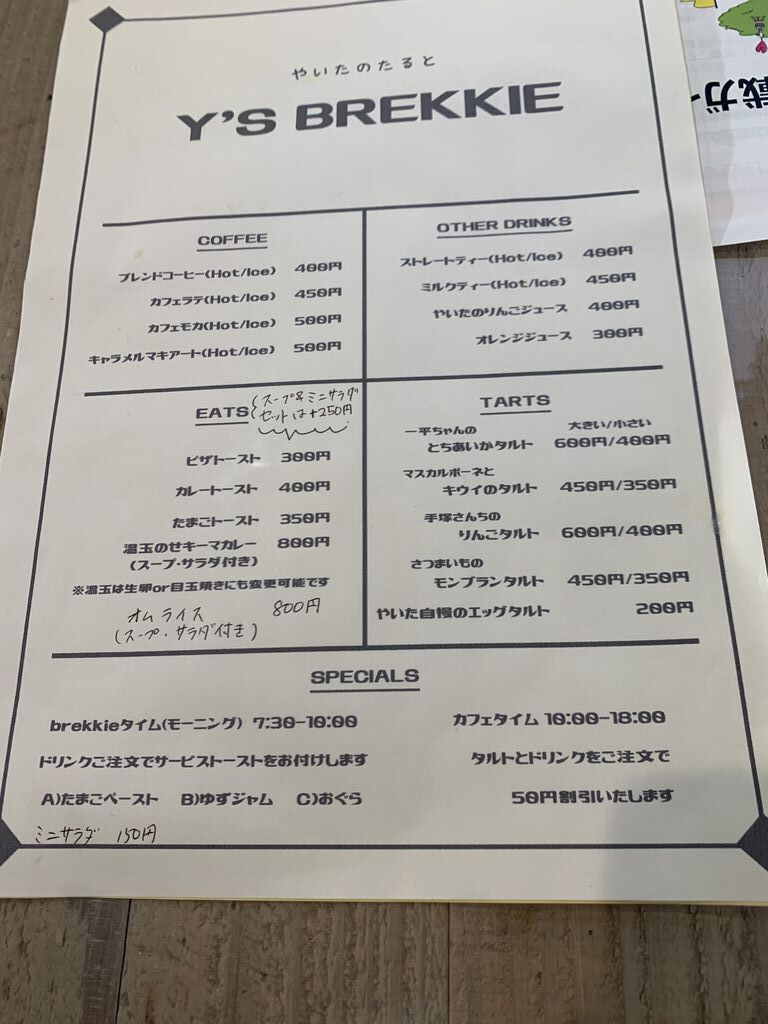 やいたのたると
Y'S BREKKIE
COFFEE
ブレンドコーヒー(Hot/Ice) 400円
カフェラテ(Hot/Ice) 450円
カフェモカ(Hot/Ice) 500円
キャラメルマキアート(Hot/Ice) 500円
OTHER DRINKS
ストレートティー(Hot/Ice) 400円
ミルクティー(Hot/Ice) 450円
やいたのりんごジュース 400円
オレンジジュース 300円
EATS
スープ&ミニサラダ
セットは+250円
ピザトースト 300円
カレートースト 400円
たまごトースト 350円
温玉のせキーマカレー 800円
(スープ・サラダ付き)
※温玉は生卵or目玉焼きにも変更可能です
オムライス 800円
(スープ・サラダ付き)
TARTS
大きい/小さい
一平ちゃんの
とちあいかタルト 600円/400円
マスカルポーネと
キウイのタルト 450円/350円
手塚さんちの
りんごタルト 600円/400円
さつまいもの
モンブランタルト 450円/350円
やいた自慢のエッグタルト 200円
SPECIALS
brekkieタイム(モーニング) 7:30-10:00
ドリンクご注文でサービストーストをお付けします
A)たまごペースト B)ゆずジャム C)おぐら
ミニサラダ 150円
カフェタイム 10:00-18:00
タルトとドリンクをご注文で
50円割引いたします